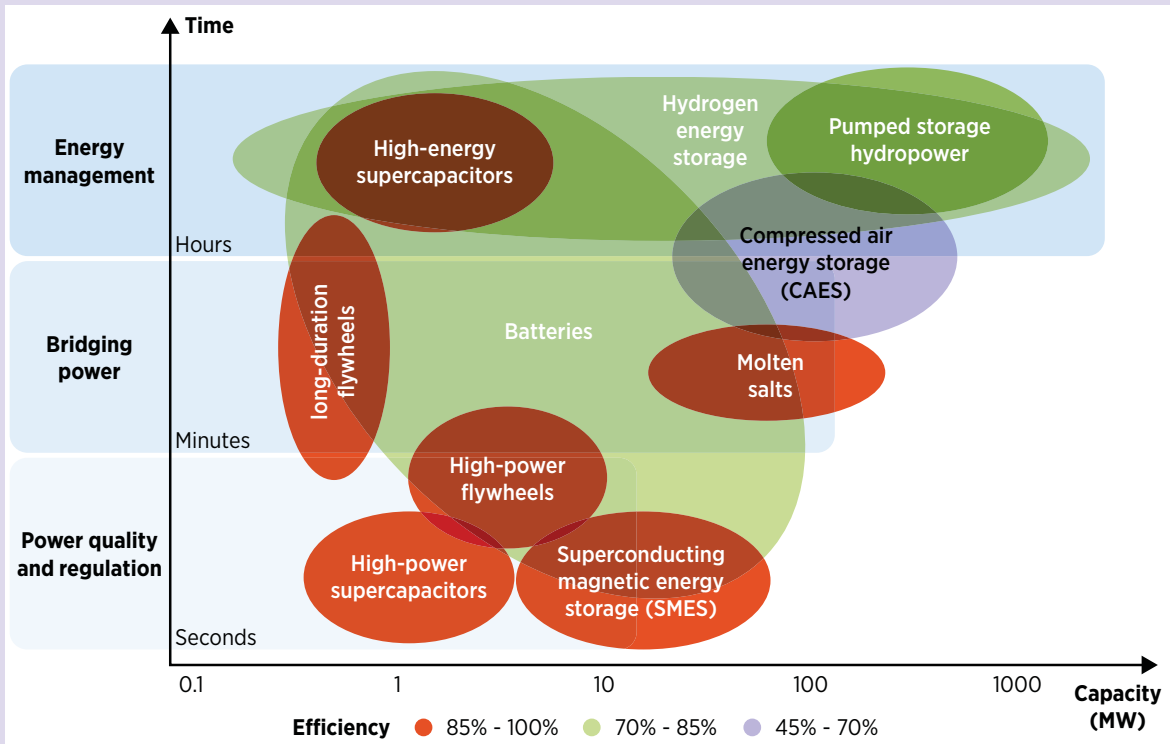 Time
Energy
management
Hours
High-energy
supercapacitors
Hydrogen
energy
storage
Pumped storage
hydropower
Compressed air
energy storage
(CAES)
Bridging
power
Minutes
long-duration
flywheels
Batteries
Molten
salts
High-power
flywheels
Power quality
and regulation
Seconds
High-power
supercapacitors
Superconducting
magnetic energy
storage (SMES)
0.1 1 10 100 1000
Capacity
(MW)
Efficiency 85% - 100% 70% - 85% 45% - 70%